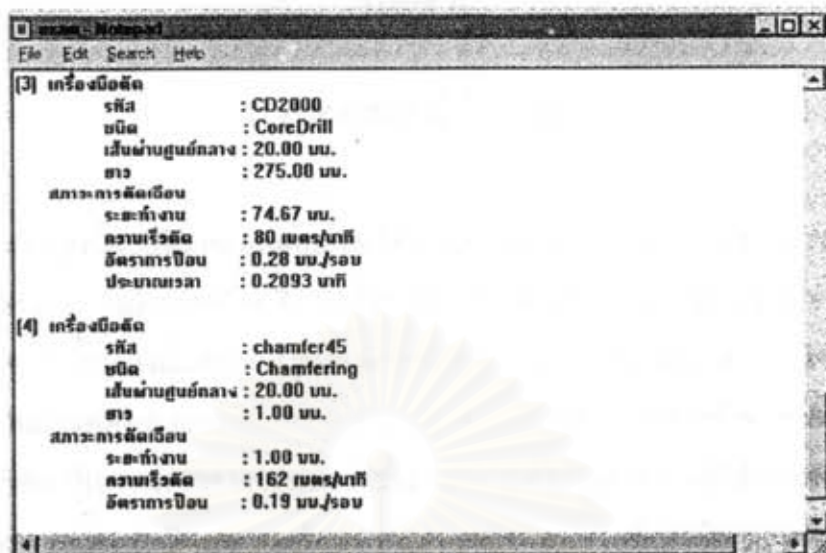 exam - Notepad
File Edit Search Help
[3] เครื่องมือตัด
รหัส : CD2000
ชนิด : CoreDrill
เส้นผ่านศูนย์กลาง : 20.00 มม.
ยาว : 275.00 มม.
สภาวะการตัดเฉือน
ระยะทำงาน : 74.67 มม.
ความเร็วตัด : 80 เมตร/นาที
อัตราการป้อน : 0.28 มม./รอบ
ประมาณเวลา : 0.2093 นาที
[4] เครื่องมือตัด
รหัส : chamfer45
ชนิด : Chamfering
เส้นผ่านศูนย์กลาง : 20.00 มม.
ยาว : 1.00 มม.
สภาวะการตัดเฉือน
ระยะทำงาน : 1.00 มม.
ความเร็วตัด : 162 เมตร/นาที
อัตราการป้อน : 0.19 มม./รอบ